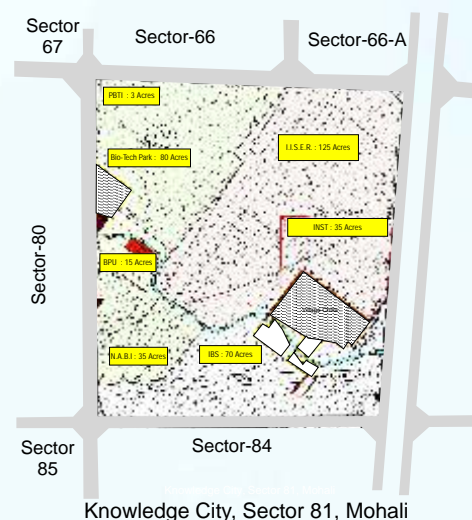 Sector
67
Sector-66
Sector-66-A
PBTI : 3 Acres
I.I.S.E.R. : 125 Acres
Bio-Tech Park : 80 Acres
INST : 35 Acres
Sector-80
BPU : 15 Acres
N.A.B.I : 35 Acres
IBS : 70 Acres
Sector
85
Sector-84
Knowledge City, Sector 81, Mohali